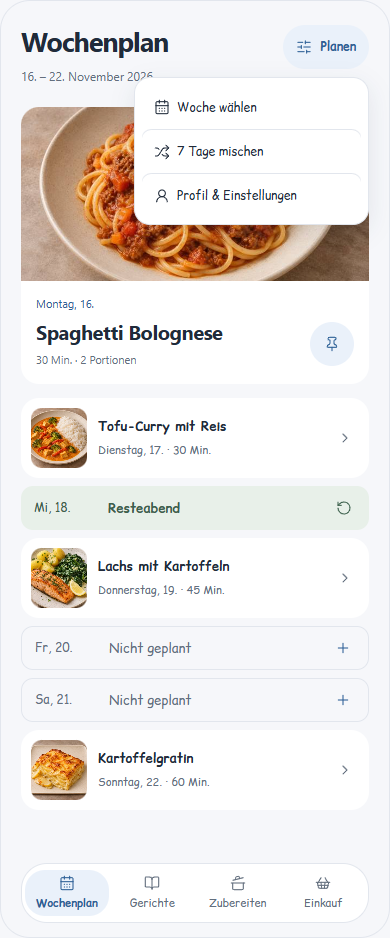 Wochenplan
Planen
16. – 22. November 2026
Woche wählen
7 Tage mischen
Profil & Einstellungen
Montag, 16.
Spaghetti Bolognese
30 Min. · 2 Portionen
Tofu-Curry mit Reis
Dienstag, 17. · 30 Min.
Mi, 18.
Resteabend
Lachs mit Kartoffeln
Donnerstag, 19. · 45 Min.
Fr, 20.
Nicht geplant
Sa, 21.
Nicht geplant
Kartoffelgratin
Sonntag, 22. · 60 Min.
Wochenplan
Gerichte
Zubereiten
Einkauf